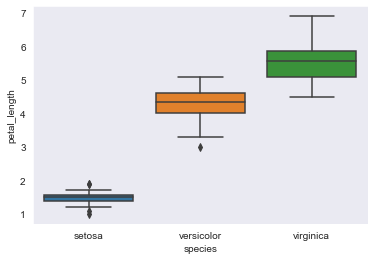 petal_length
7
6
5
4
3
2
1
setosa
versicolor
virginica
species